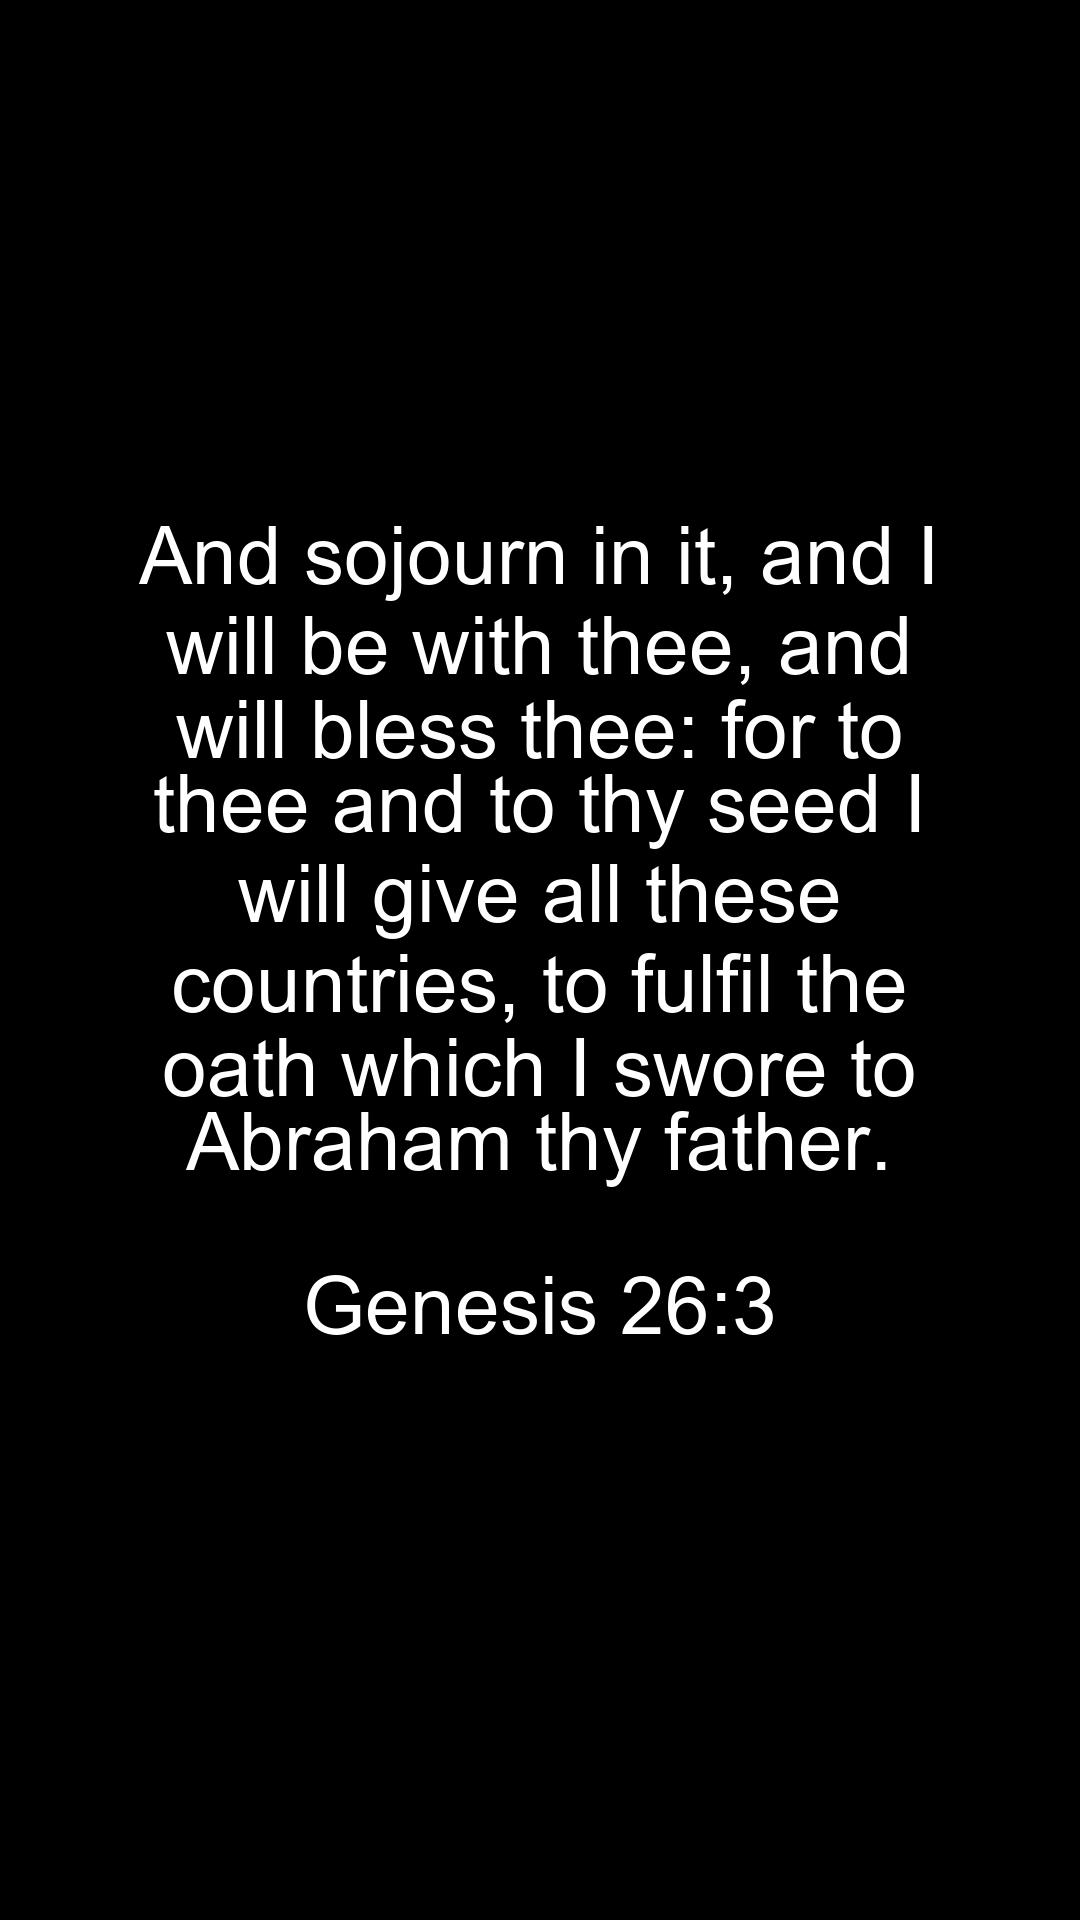 And sojourn in it, and I
will be with thee, and
will bless thee: for to
thee and to thy seed I
will give all these
countries, to fulfil the
oath which I swore to
Abraham thy father.
Genesis 26:3